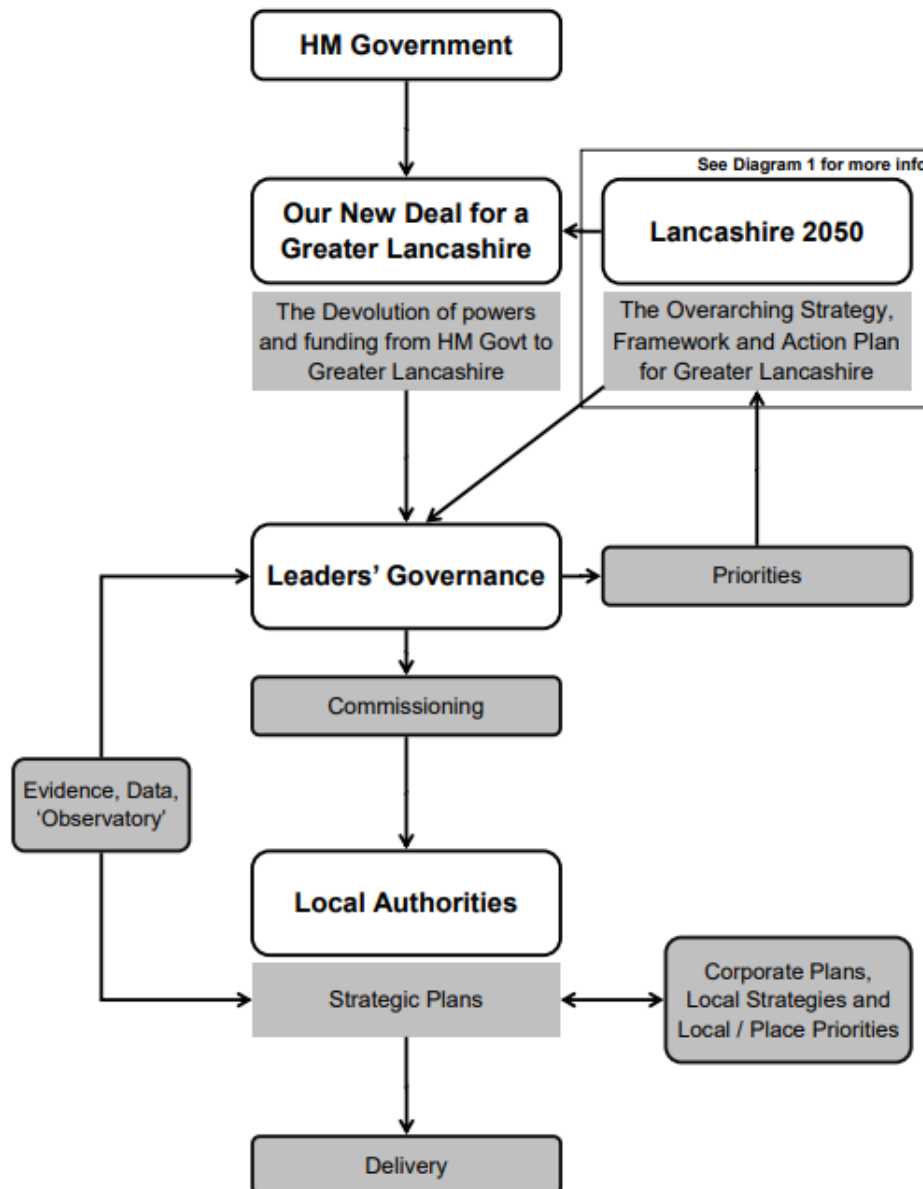 HM Government
See Diagram 1 for more info
Our New Deal for a
Greater Lancashire
Lancashire 2050
The Devolution of powers
and funding from HM Govt to
Greater Lancashire
The Overarching Strategy,
Framework and Action Plan
for Greater Lancashire
Leaders’ Governance
Priorities
Commissioning
Evidence, Data,
‘Observatory’
Local Authorities
Strategic Plans
Corporate Plans,
Local Strategies and
Local / Place Priorities
Delivery